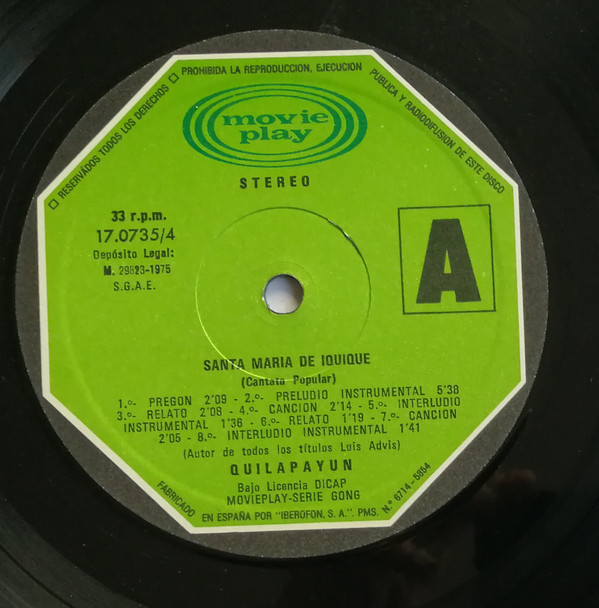 □ RESERVADOS TODOS LOS DERECHOS □ PROHIBIDA LA REPRODUCCION, EJECUCION PUBLICA Y RADIODIFUSION DE ESTE DISCO
movie
play
STEREO
33 r.p.m.
17.0735/4
Depósito Legal:
M. 29823-1975
S.G.A.E.
A
SANTA MARIA DE IQUIQUE
(Cantata Popular)
1.º- PREGON 2'09 - 2.º- PRELUDIO INSTRUMENTAL 5'38
3.º- RELATO 2'08 - 4.º- CANCION 2'14 - 5.º- INTERLUDIO
INSTRUMENTAL 1'36 - 6.º- RELATO 1'19 - 7.º- CANCION
2'05 - 8.º- INTERLUDIO INSTRUMENTAL 1'41
(Autor de todos los títulos Luis Advis)
QUILAPAYUN
Bajo Licencia DICAP
MOVIEPLAY-SERIE GONG
FABRICADO EN ESPAÑA POR "IBEROFON, S. A.". PMS. N.º 6714-5854